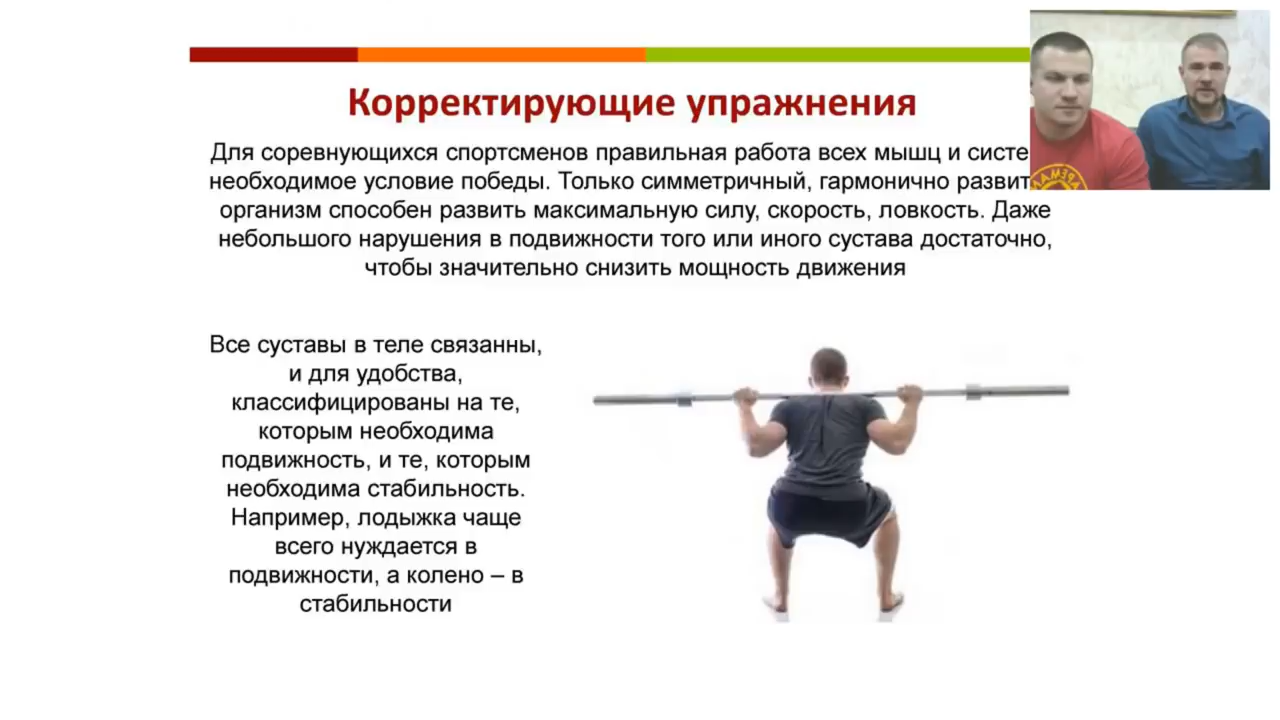 Корректирующие упражнения
Для соревнующихся спортсменов правильная работа всех мышц и систе
необходимое условие победы. Только симметричный, гармонично развит
организм способен развить максимальную силу, скорость, ловкость. Даже
небольшого нарушения в подвижности того или иного сустава достаточно,
чтобы значительно снизить мощность движения
Все суставы в теле связанны,
и для удобства,
классифицированы на те,
которым необходима
подвижность, и те, которым
необходима стабильность.
Например, лодыжка чаще
всего нуждается в
подвижности, а колено – в
стабильности